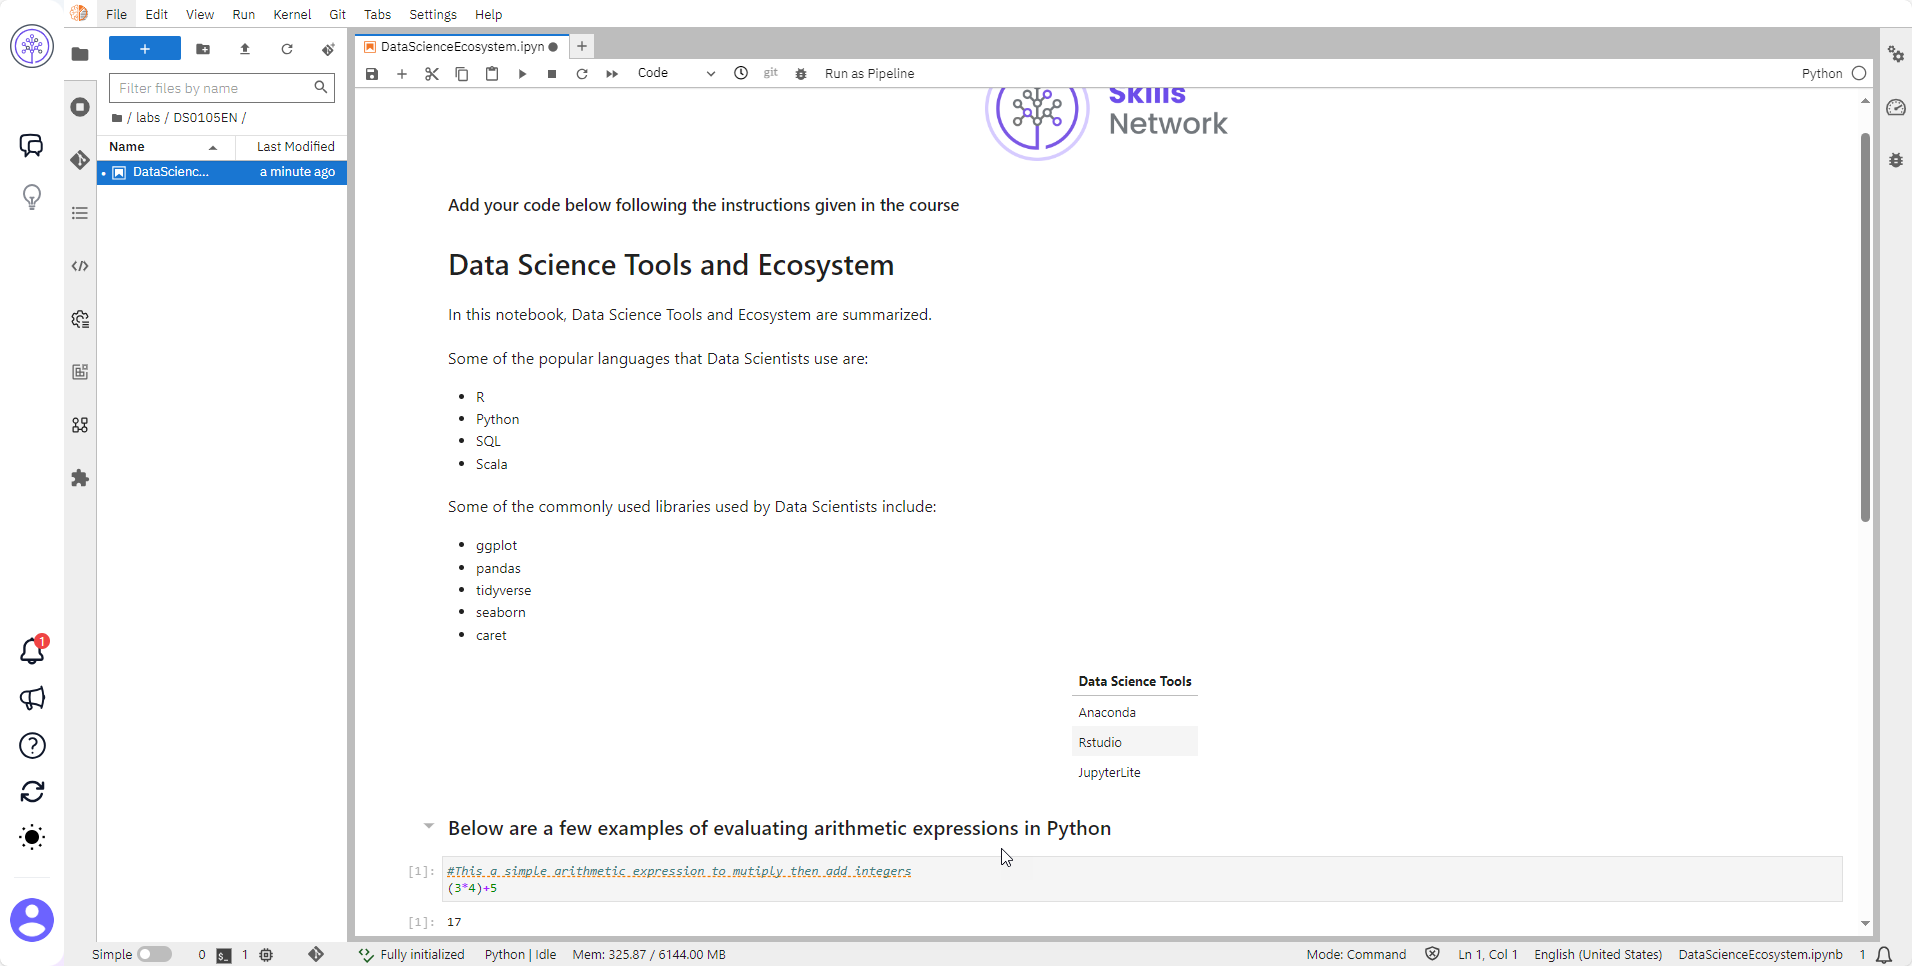 File Edit View Run Kernel Git Tabs Settings Help
DataScienceEcosystem.ipyn
Filter files by name
Code
git
Run as Pipeline
Python
/ labs / DS0105EN /
Name Last Modified
DataScienc... a minute ago
Skills
Network
Add your code below following the instructions given in the course
Data Science Tools and Ecosystem
In this notebook, Data Science Tools and Ecosystem are summarized.
Some of the popular languages that Data Scientists use are:
R
Python
SQL
Scala
Some of the commonly used libraries used by Data Scientists include:
ggplot
pandas
tidyverse
seaborn
caret
Data Science Tools
Anaconda
Rstudio
JupyterLite
Below are a few examples of evaluating arithmetic expressions in Python
[1]: #This a simple arithmetic expression to mutiply then add integers
(3*4)+5
[1]: 17
1
Simple 0 $_ 1 Fully initialized Python | Idle Mem: 325.87 / 6144.00 MB Mode: Command Ln 1, Col 1 English (United States) DataScienceEcosystem.ipynb 1